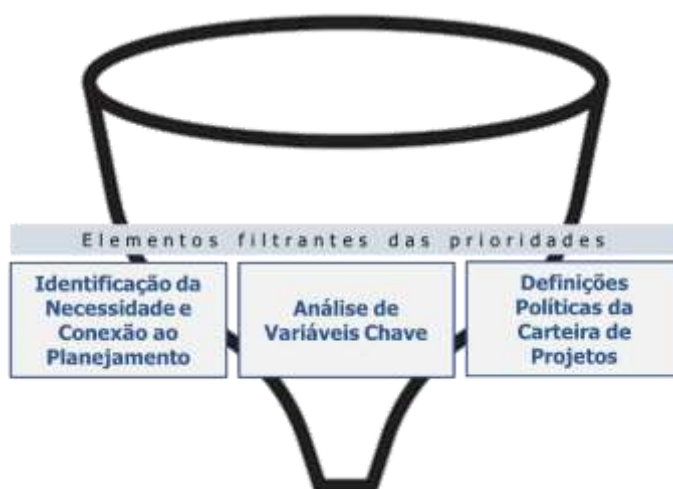 Elementos filtrantes das prioridades
Identificação da
Necessidade e
Conexão ao
Planejamento
Análise de
Variáveis Chave
Definições
Políticas da
Carteira de
Projetos